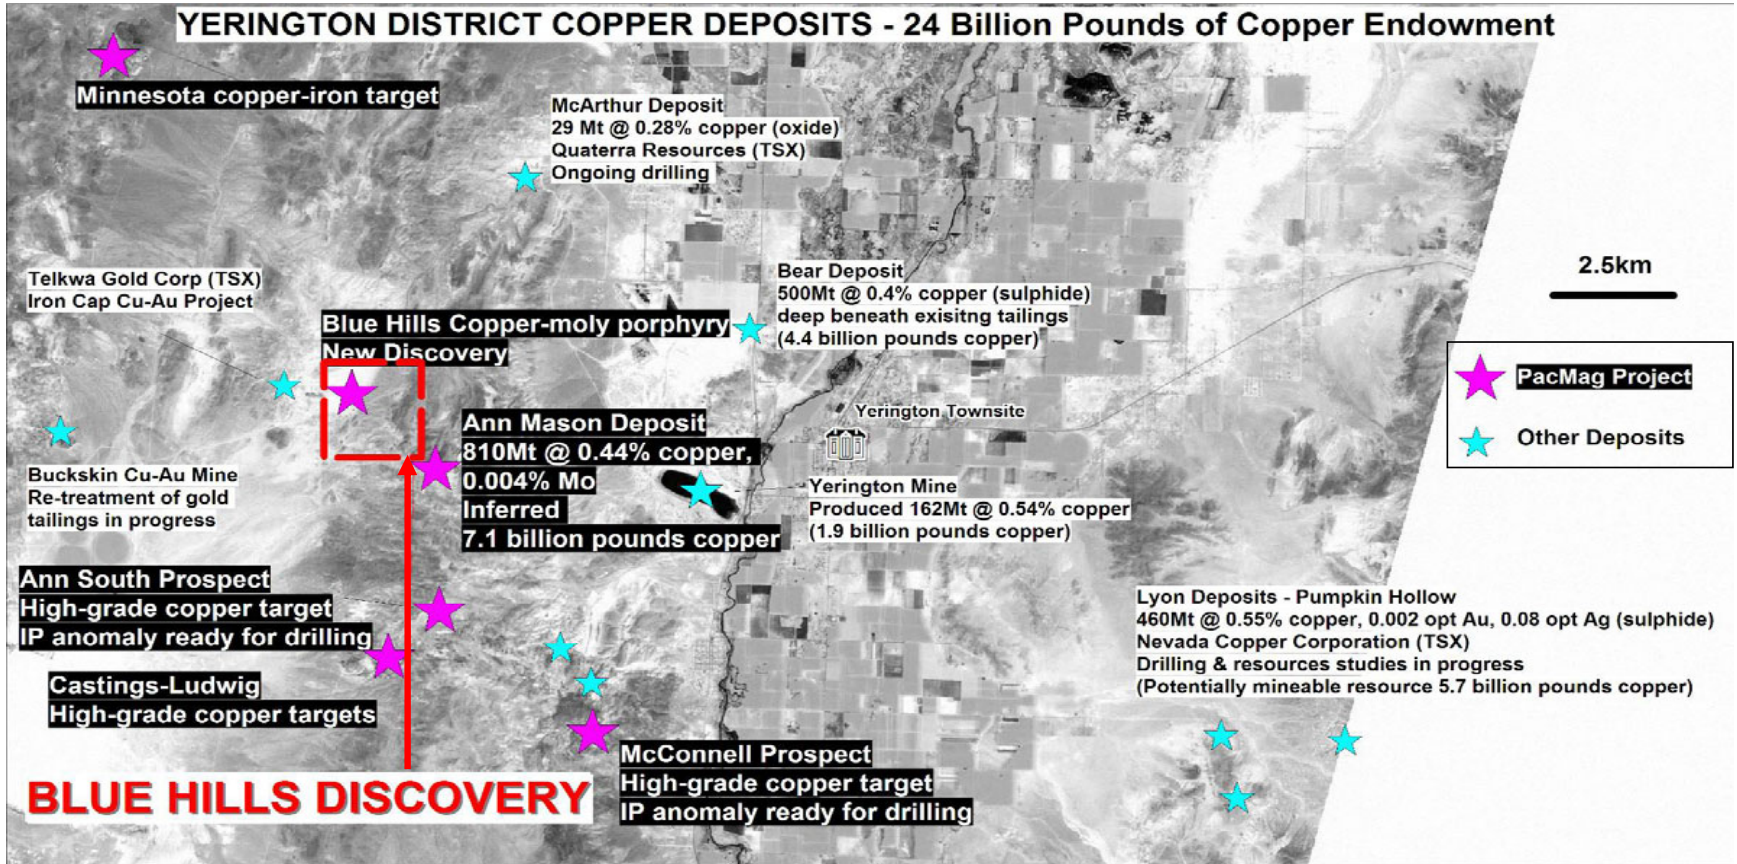 YERINGTON DISTRICT COPPER DEPOSITS - 24 Billion Pounds of Copper Endowment
Minnesota copper-iron target
McArthur Deposit
29 Mt @ 0.28% copper (oxide)
Quaterra Resources (TSX)
Ongoing drilling
Telkwa Gold Corp (TSX)
Iron Cap Cu-Au Project
Bear Deposit
500Mt @ 0.4% copper (sulphide)
deep beneath exisitng tailings
(4.4 billion pounds copper)
2.5km
Blue Hills Copper-moly porphyry
New Discovery
PacMag Project
Other Deposits
Yerington Townsite
Ann Mason Deposit
810Mt @ 0.44% copper,
0.004% Mo
Inferred
7.1 billion pounds copper
Buckskin Cu-Au Mine
Re-treatment of gold
tailings in progress
Yerington Mine
Produced 162Mt @ 0.54% copper
(1.9 billion pounds copper)
Ann South Prospect
High-grade copper target
IP anomaly ready for drilling
Lyon Deposits - Pumpkin Hollow
460Mt @ 0.55% copper, 0.002 opt Au, 0.08 opt Ag (sulphide)
Nevada Copper Corporation (TSX)
Drilling & resources studies in progress
(Potentially mineable resource 5.7 billion pounds copper)
Castings-Ludwig
High-grade copper targets
McConnell Prospect
High-grade copper target
IP anomaly ready for drilling
BLUE HILLS DISCOVERY